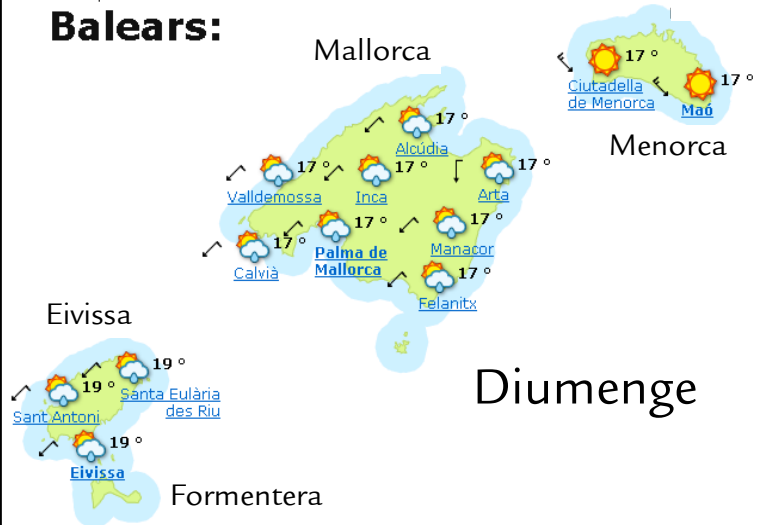 Balears:
Mallorca
17 °
Ciutadella
de Menorca
17 °
Maó
Menorca
17 °
Alcúdia
17 °
Valldemossa
17 °
Inca
17 °
Arta
17 °
Calvià
17 °
Palma de
Mallorca
17 °
Manacor
17 °
Felanitx
Eivissa
19 °
Santa Eulària
des Riu
19 °
Sant Antoni
19 °
Eivissa
Diumenge
Formentera